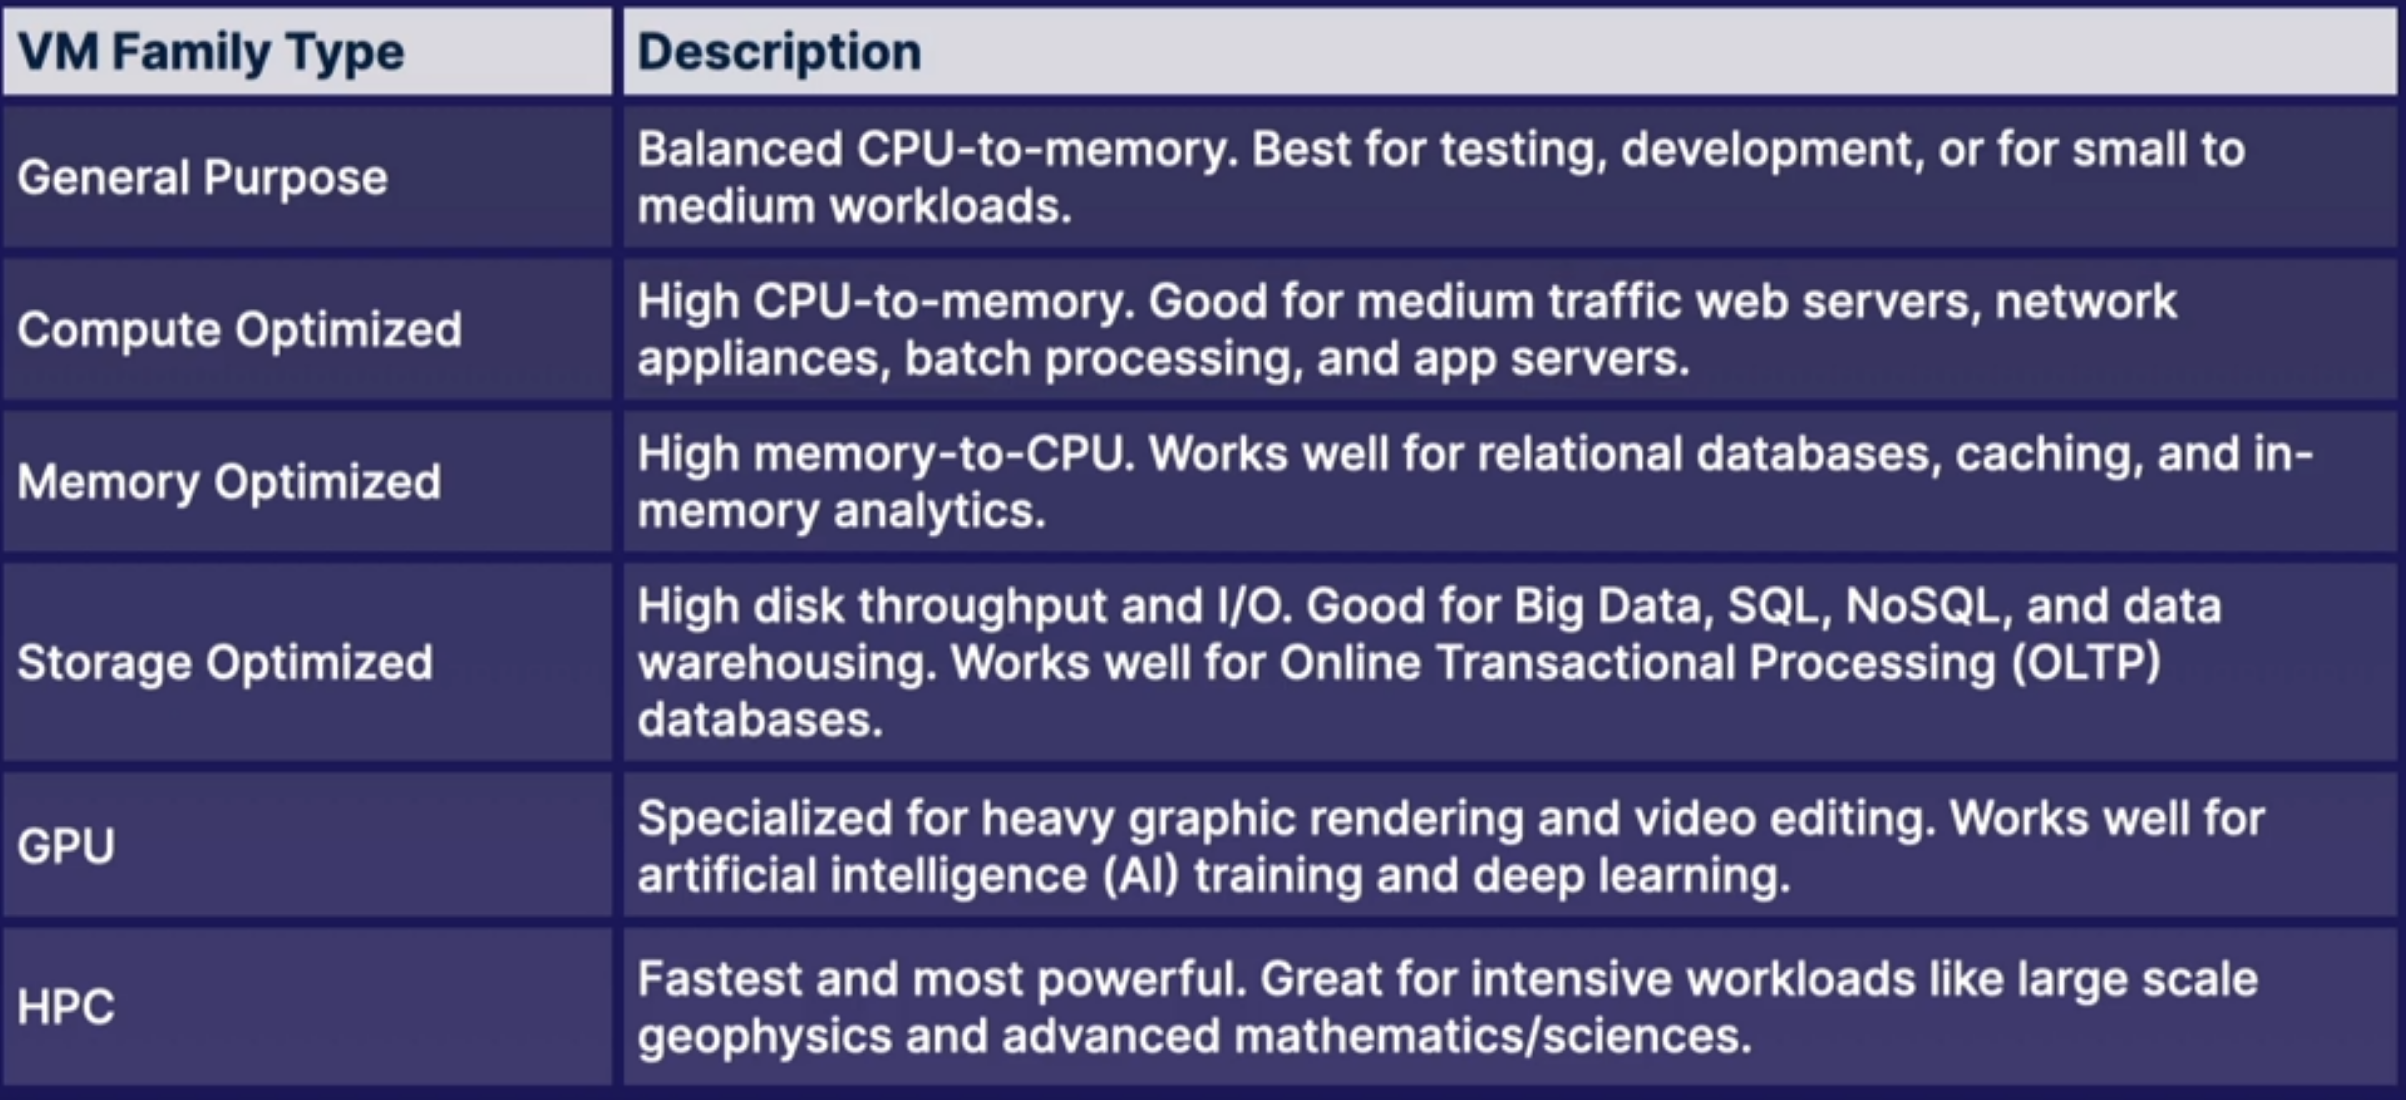 VM Family Type
Description
General Purpose
Balanced CPU-to-memory. Best for testing, development, or for small to
medium workloads.
Compute Optimized
High CPU-to-memory. Good for medium traffic web servers, network
appliances, batch processing, and app servers.
Memory Optimized
High memory-to-CPU. Works well for relational databases, caching, and in-
memory analytics.
Storage Optimized
High disk throughput and I/O. Good for Big Data, SQL, NoSQL, and data
warehousing. Works well for Online Transactional Processing (OLTP)
databases.
GPU
Specialized for heavy graphic rendering and video editing. Works well for
artificial intelligence (AI) training and deep learning.
HPC
Fastest and most powerful. Great for intensive workloads like large scale
geophysics and advanced mathematics/sciences.